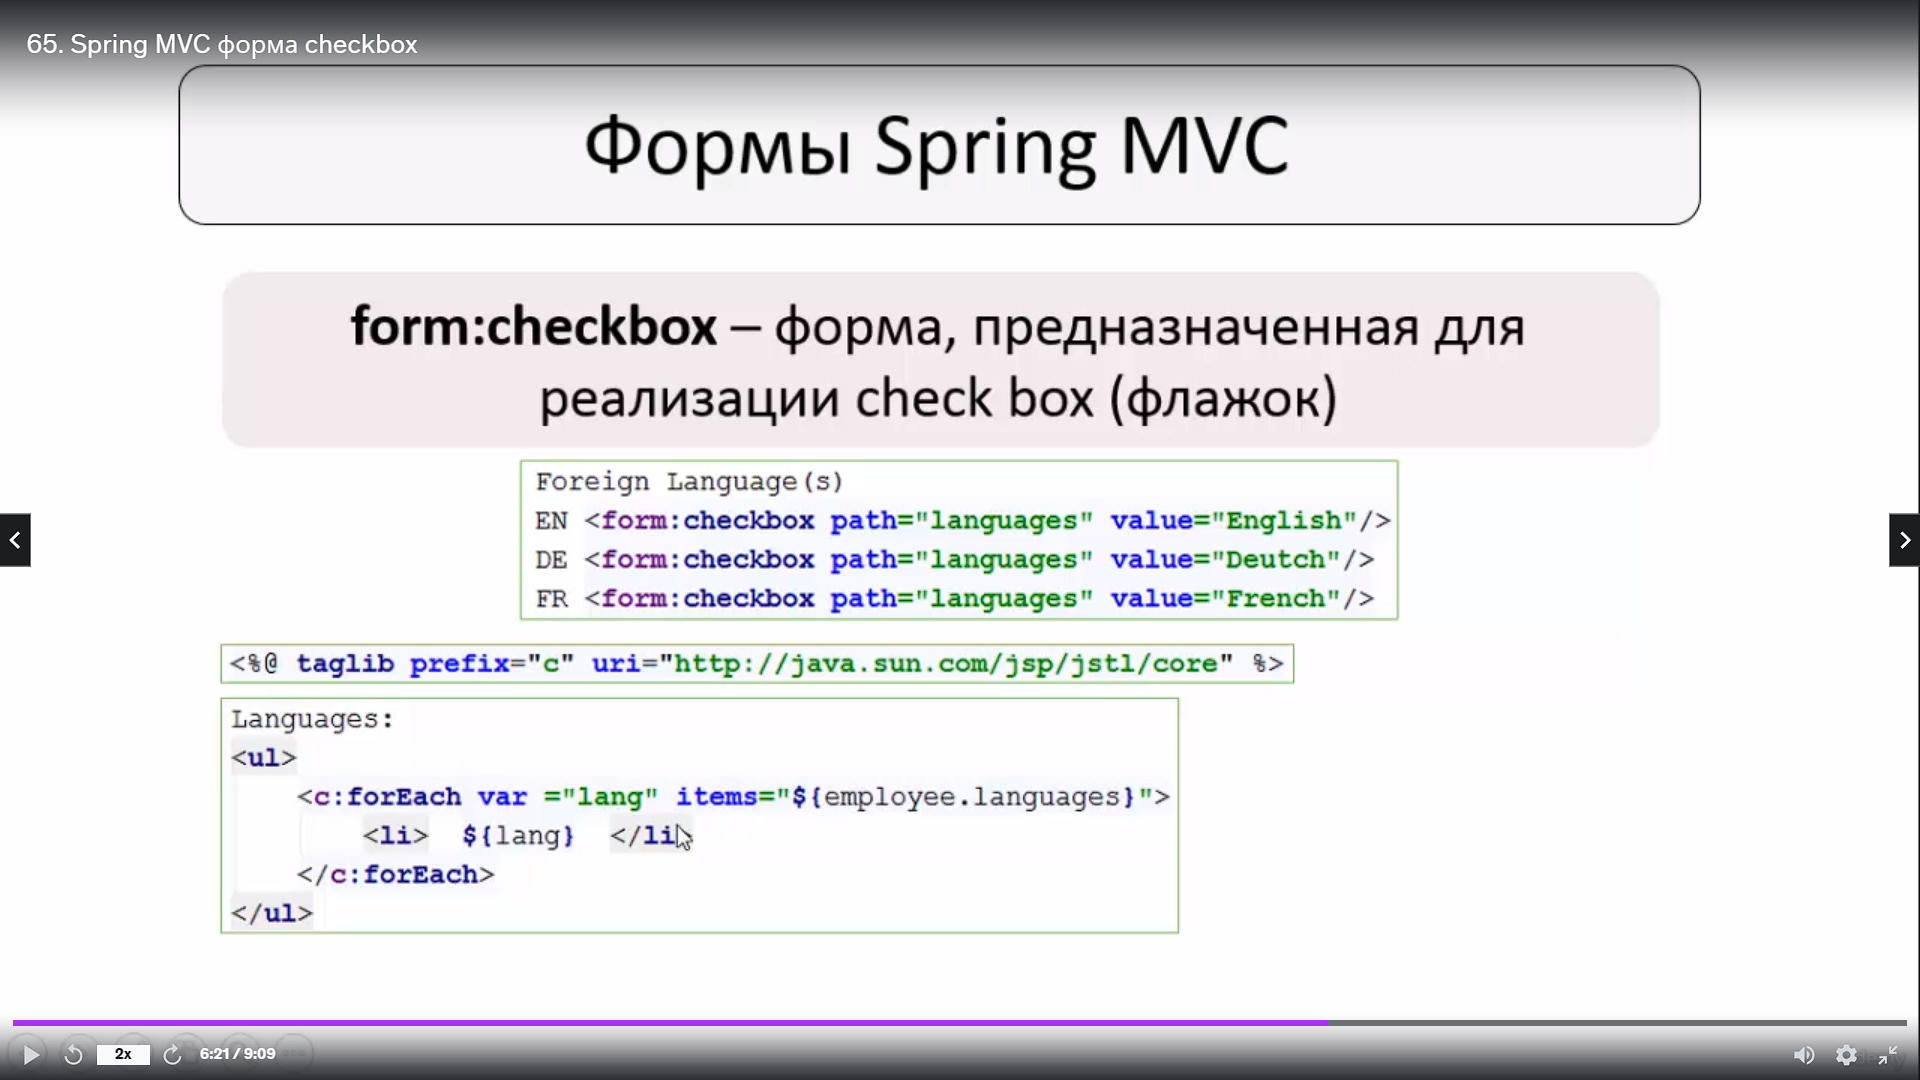 65. Spring MVC форма checkbox
Формы Spring MVC
form:checkbox – форма, предназначенная для
реализации check box (флажок)
Foreign Language(s)
EN <form:checkbox path="languages" value="English"/>
DE <form:checkbox path="languages" value="Deutch"/>
FR <form:checkbox path="languages" value="French"/>
<%@ taglib prefix="c" uri="http://java.sun.com/jsp/jstl/core" %>
Languages:
<ul>
<c:forEach var ="lang" items="${employee.languages}">
<li> ${lang} </li>
</c:forEach>
</ul>
2x
6:21 / 9:09